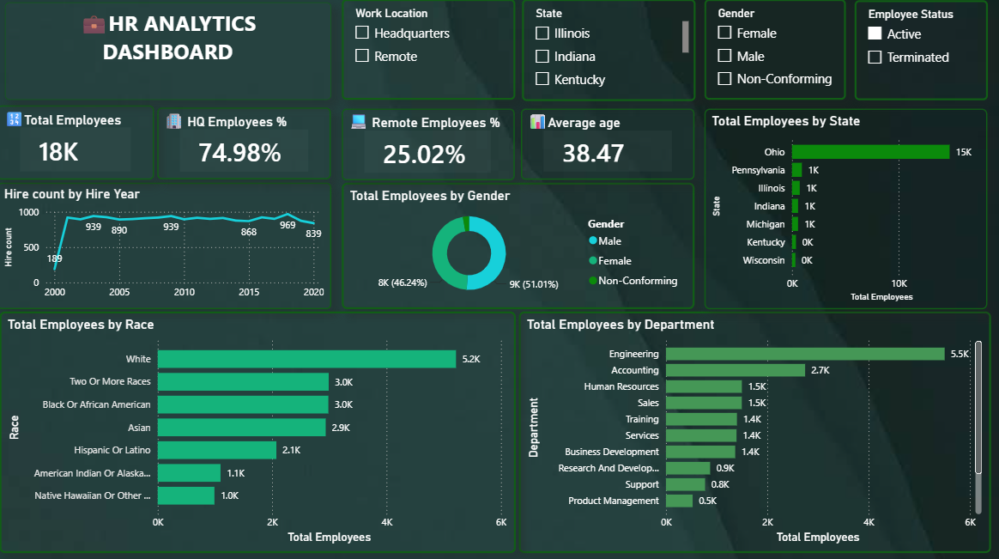 HR ANALYTICS
DASHBOARD
Work Location
Headquarters
Remote
State
Illinois
Indiana
Kentucky
Gender
Female
Male
Non-Conforming
Employee Status
Active
Terminated
Total Employees
18K
HQ Employees %
74.98%
Remote Employees %
25.02%
Average age
38.47
Total Employees by State
State
Ohio
15K
Pennsylvania
1K
Illinois
1K
Indiana
1K
Michigan
1K
Kentucky
0K
Wisconsin
0K
0K
10K
Total Employees
Hire count by Hire Year
Hire count
1000
500
0
189
939
890
939
868
969
839
2000
2005
2010
2015
2020
Total Employees by Gender
8K (46.24%)
9K (51.01%)
Gender
Male
Female
Non-Conforming
Total Employees by Race
Race
White
5.2K
Two Or More Races
3.0K
Black Or African American
3.0K
Asian
2.9K
Hispanic Or Latino
2.1K
American Indian Or Alaska...
1.1K
Native Hawaiian Or Other ...
1.0K
0K
2K
4K
6K
Total Employees
Total Employees by Department
Department
Engineering
5.5K
Accounting
2.7K
Human Resources
1.5K
Sales
1.5K
Training
1.4K
Services
1.4K
Business Development
1.4K
Research And Develop...
0.9K
Support
0.8K
Product Management
0.5K
0K
2K
4K
6K
Total Employees